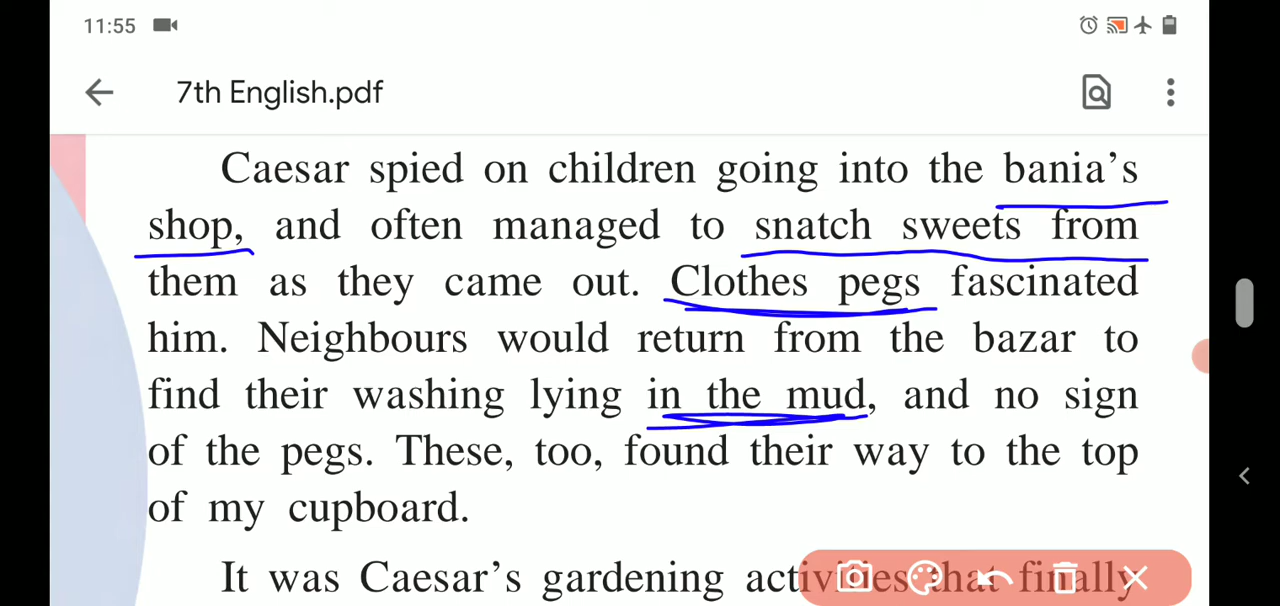 11:55
7th English.pdf
Caesar spied on children going into the bania's
shop, and often managed to snatch sweets from
them as they came out. Clothes pegs fascinated
him. Neighbours would return from the bazar to
find their washing lying in the mud, and no sign
of the pegs. These, too, found their way to the top
of my cupboard.
It was Caesar's gardening activities that finally